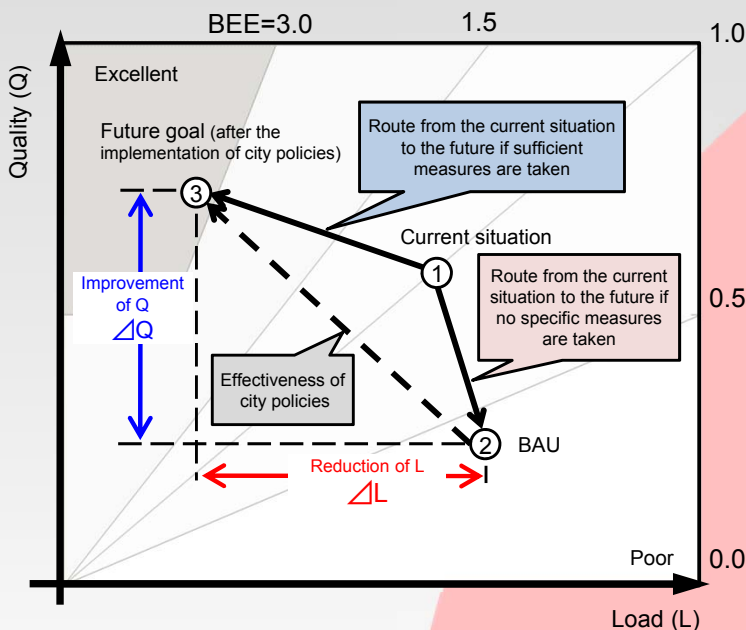 BEE=3.0
1.5
1.0
Quality (Q)
Excellent
Future goal (after the
implementation of city policies)
Route from the current situation
to the future if sufficient
measures are taken
3
Current situation
1
Improvement
of Q
⊿Q
Route from the current
situation to the future if
no specific measures
are taken
0.5
Effectiveness of
city policies
2
BAU
Reduction of L
⊿L
Poor
0.0
Load (L)